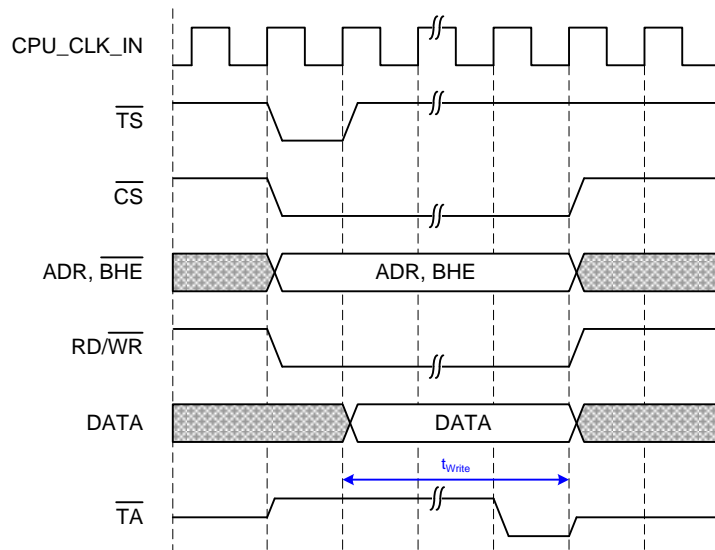 CPU_CLK_IN
TS
CS
ADR, BHE ADR, BHE
RD/WR
DATA DATA
tWrite
TA